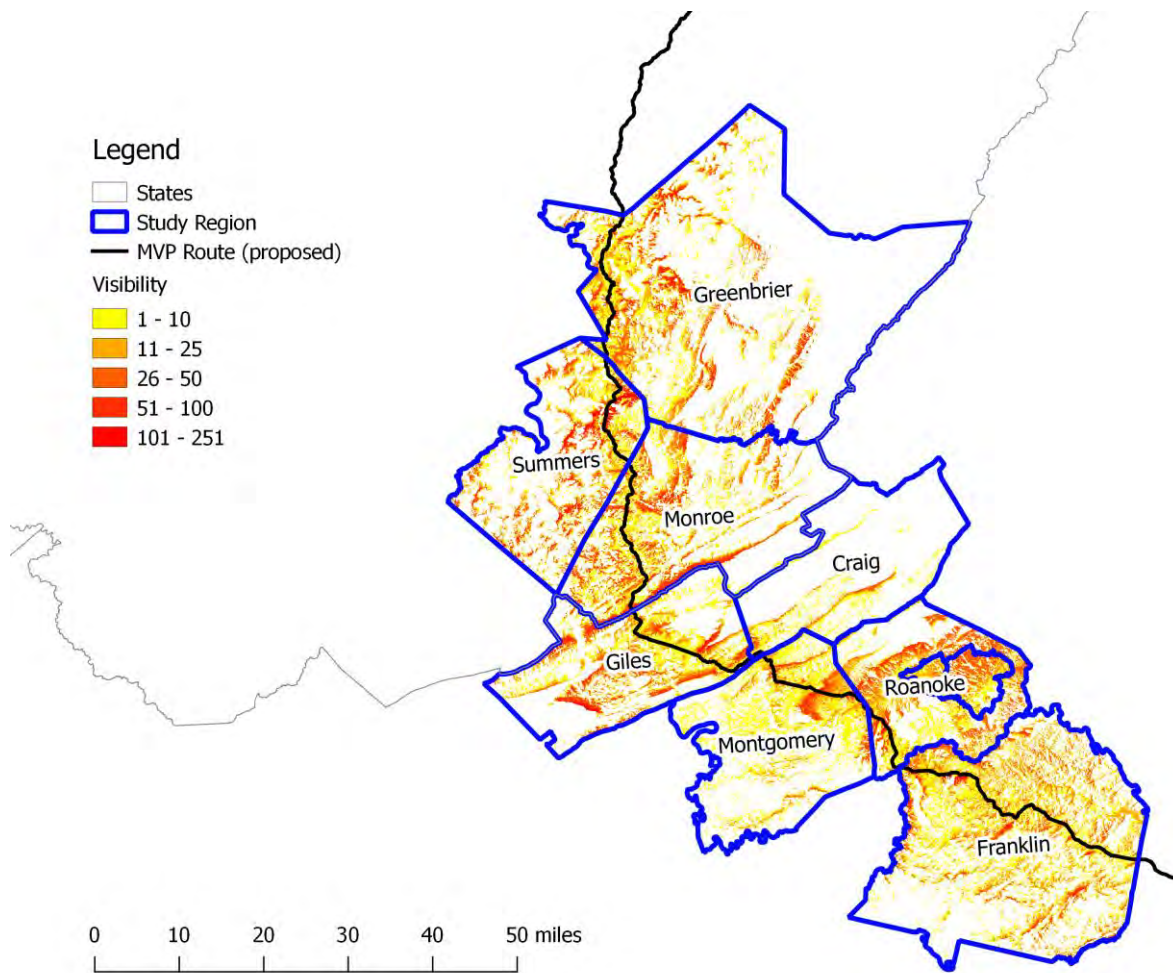 Legend
States
Study Region
MVP Route (proposed)
Visibility
1 - 10
11 - 25
26 - 50
51 - 100
101 - 251
Greenbrier
Summers
Monroe
Craig
Giles
Roanoke
Montgomery
Franklin
0 10 20 30 40 50 miles